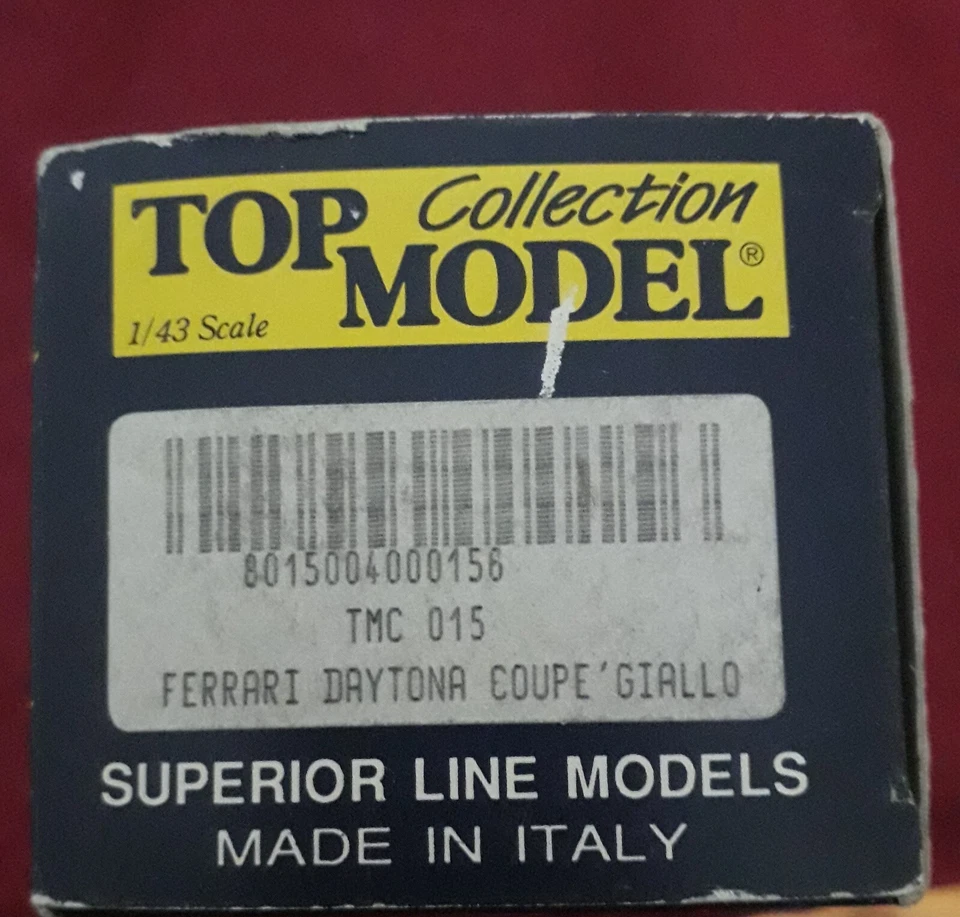 Collection
TOP MODEL®
1/43 Scale
8015004000156
TMC 015
FERRARI DAYTONA COUPE'GIALLO
SUPERIOR LINE MODELS
MADE IN ITALY